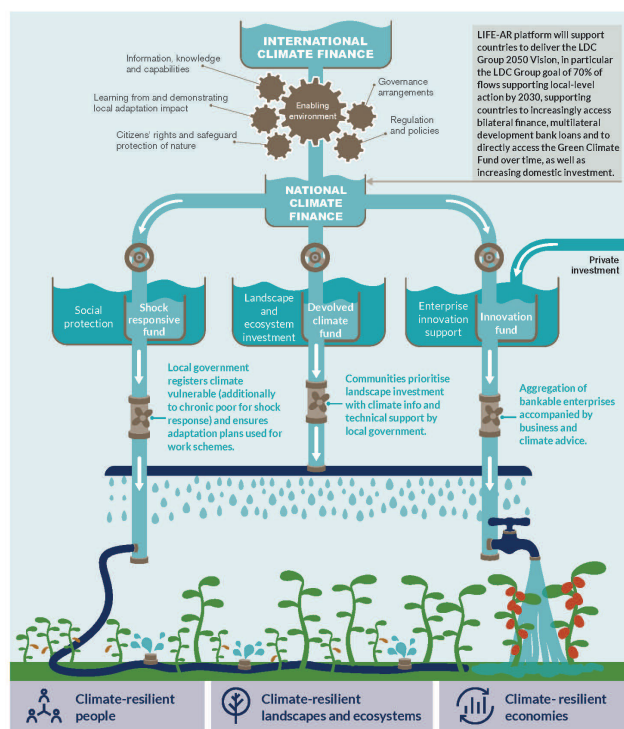 INTERNATIONAL
CLIMATE FINANCE
Information, knowledge
and capabilities
Learning from and demonstrating
local adaptation impact
Citizens' rights and safeguard
protection of nature
Enabling
environment
Governance
arrangements
Regulation
and policies
LIFE-AR platform will support
countries to deliver the LDC
Group 2050 Vision, in particular
the LDC Group goal of 70% of
flows supporting local-level
action by 2030, supporting
countries to increasingly access
bilateral finance, multilateral
development bank loans and to
directly access the Green Climate
Fund over time, as well as
increasing domestic investment.
NATIONAL
CLIMATE
FINANCE
Private
investment
Social
protection
Shock
responsive
fund
Landscape
and
ecosystem
investment
Devolved
climate
fund
Enterprise
innovation
support
Innovation
fund
Local government
registers climate
vulnerable (additionally
to chronic poor for shock
response) and ensures
adaptation plans used for
work schemes.
Communities prioritise
landscape investment
with climate info and
technical support by
local government.
Aggregation of
bankable enterprises
accompanied by
business and
climate advice.
Climate-resilient
people
Climate-resilient
landscapes and ecosystems
Climate- resilient
economies